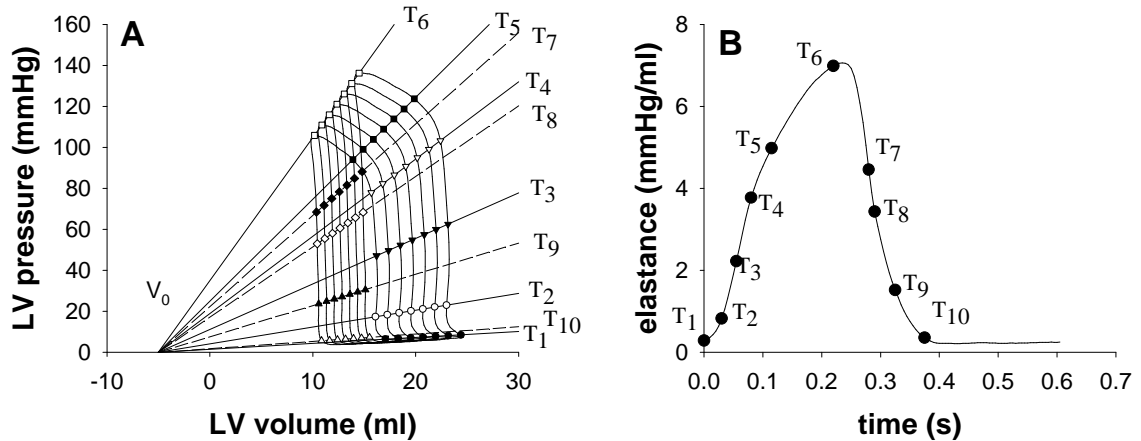 A
LV pressure (mmHg)
160
140
120
100
80
60
40
20
0
-10
0
10
20
30
LV volume (ml)
V0
T6
T5
T7
T4
T8
T3
T9
T2
T10
T1
B
elastance (mmHg/ml)
8
6
4
2
0
0.0
0.1
0.2
0.3
0.4
0.5
0.6
0.7
time (s)
T6
T5
T7
T4
T8
T3
T9
T1
T2
T10